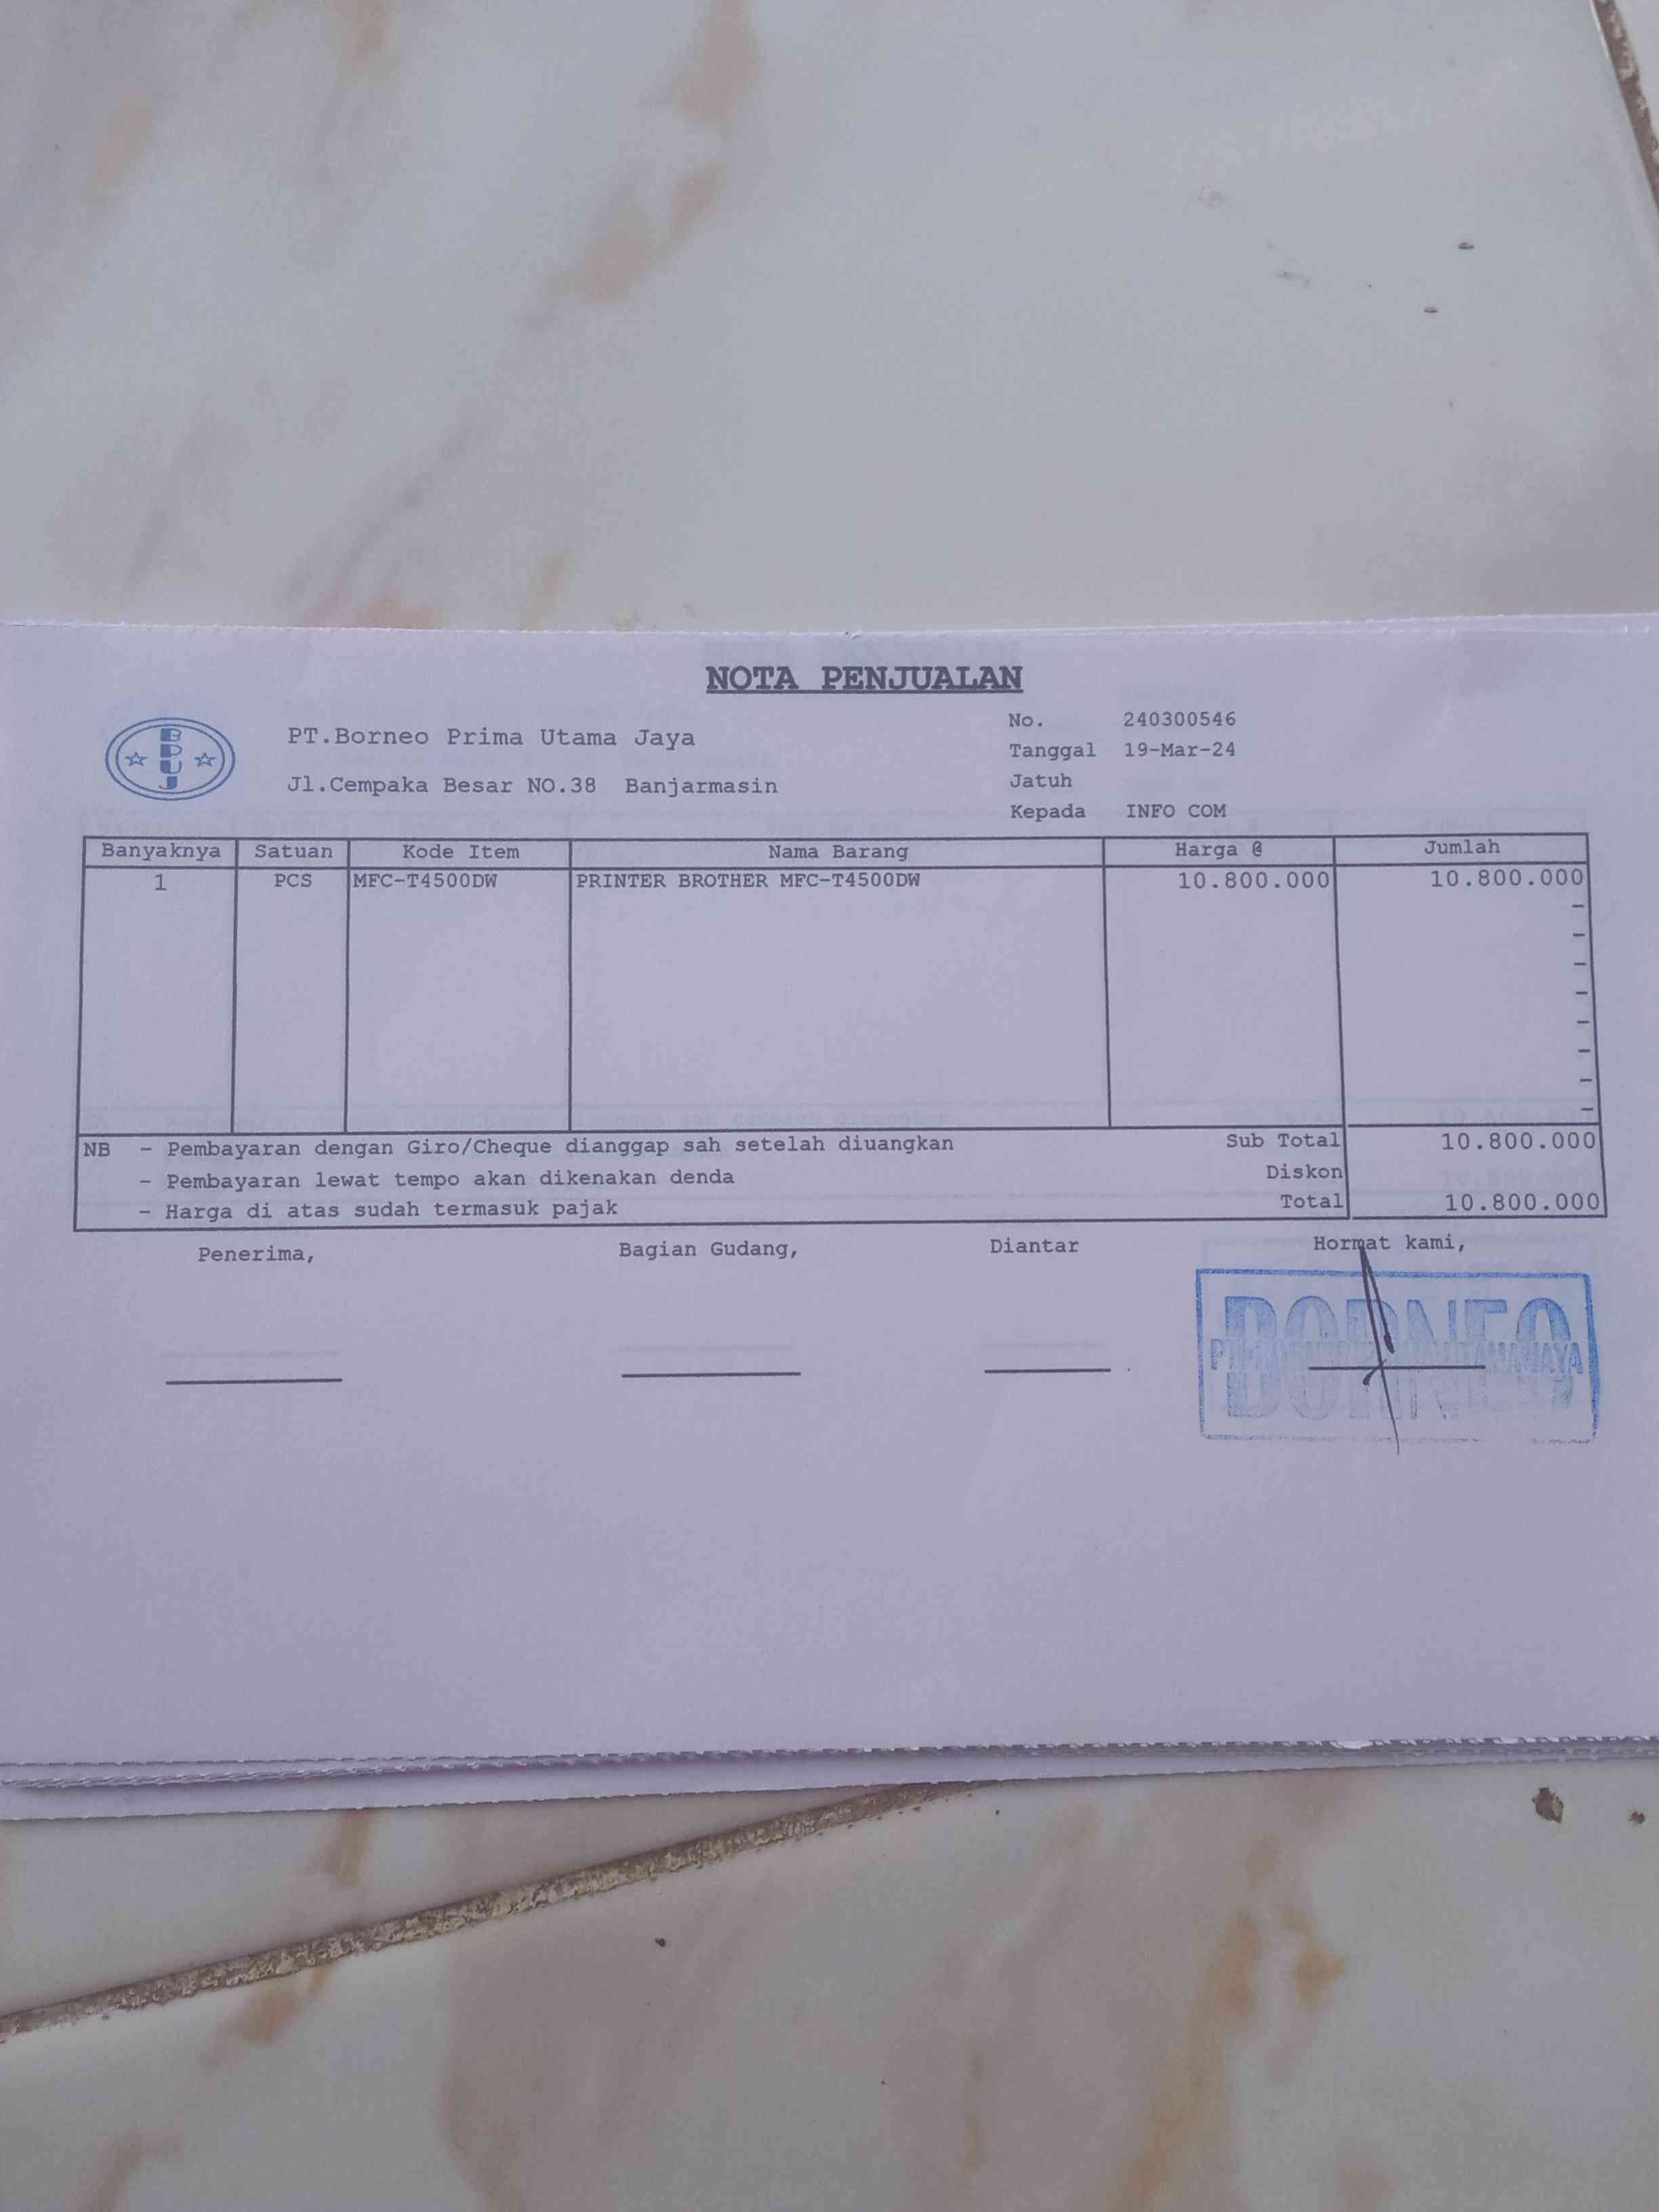 NOTA PENJUALAN
BPUJ
PT.Borneo Prima Utama Jaya
Jl.Cempaka Besar NO.38 Banjarmasin
No. 240300546
Tanggal 19-Mar-24
Jatuh
Kepada INFO COM
Banyaknya Satuan Kode Item Nama Barang Harga @ Jumlah
1 PCS MFC-T4500DW PRINTER BROTHER MFC-T4500DW 10.800.000 10.800.000
-
-
-
-
-
-
-
-
NB - Pembayaran dengan Giro/Cheque dianggap sah setelah diuangkan Sub Total 10.800.000
- Pembayaran lewat tempo akan dikenakan denda Diskon
- Harga di atas sudah termasuk pajak Total 10.800.000
Penerima, Bagian Gudang, Diantar Hormat kami,
BORNEO